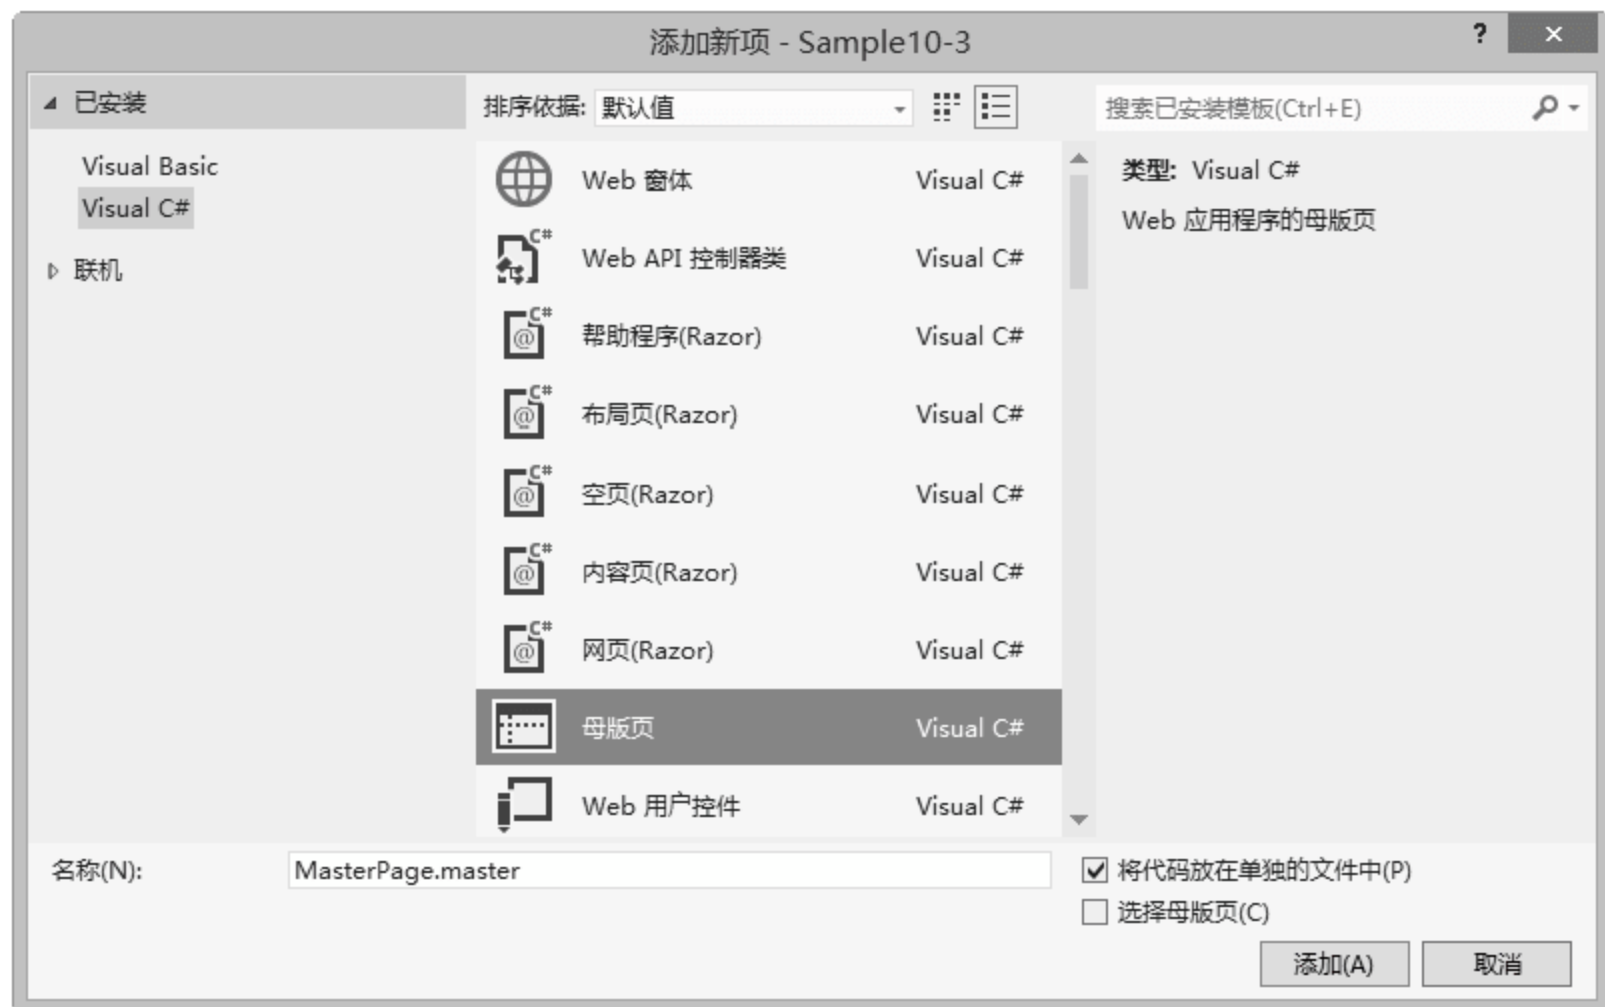 添加新项 - Sample10-3
?
已安装
排序依据: 默认值
搜索已安装模板(Ctrl+E)
Visual Basic
Visual C#
联机
Web 窗体 Visual C#
Web API 控制器类 Visual C#
帮助程序(Razor) Visual C#
布局页(Razor) Visual C#
空页(Razor) Visual C#
内容页(Razor) Visual C#
网页(Razor) Visual C#
母版页 Visual C#
Web 用户控件 Visual C#
类型: Visual C#
Web 应用程序的母版页
名称(N): MasterPage.master
将代码放在单独的文件中(P)
选择母版页(C)
添加(A) 取消